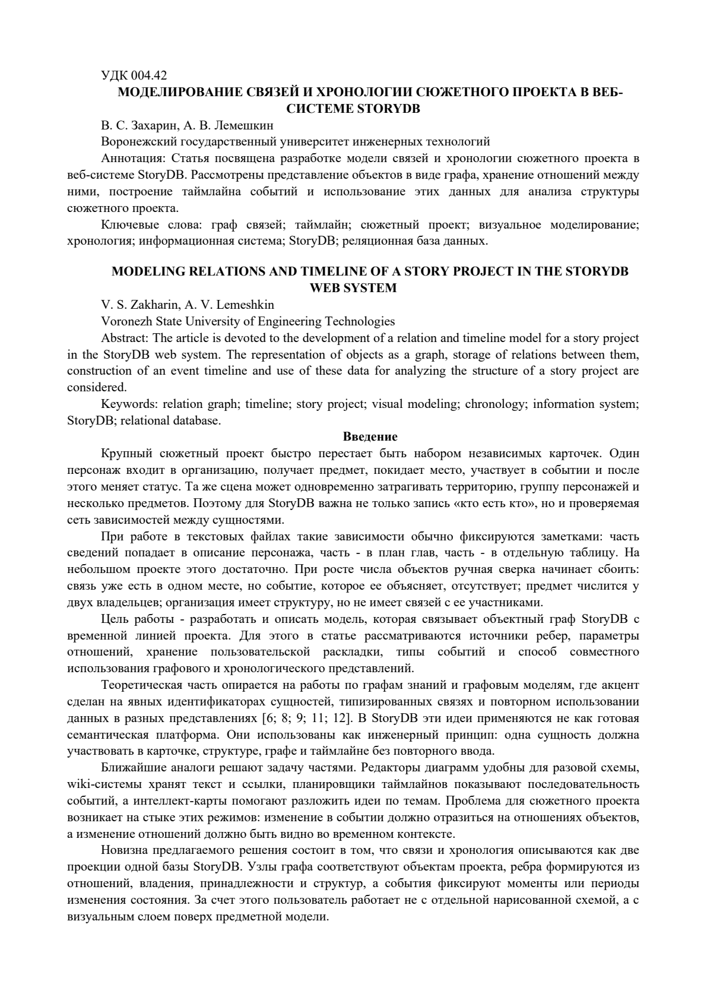 УДК 004.42
МОДЕЛИРОВАНИЕ СВЯЗЕЙ И ХРОНОЛОГИИ СЮЖЕТНОГО ПРОЕКТА В ВЕБ-
СИСТЕМЕ STORYDB
В. С. Захарин, А. В. Лемешкин
Воронежский государственный университет инженерных технологий
Аннотация: Статья посвящена разработке модели связей и хронологии сюжетного проекта в
веб-системе StoryDB. Рассмотрены представление объектов в виде графа, хранение отношений между
ними, построение таймлайна событий и использование этих данных для анализа структуры
сюжетного проекта.
Ключевые слова: граф связей; таймлайн; сюжетный проект; визуальное моделирование;
хронология; информационная система; StoryDB; реляционная база данных.
MODELING RELATIONS AND TIMELINE OF A STORY PROJECT IN THE STORYDB
WEB SYSTEM
V. S. Zakharin, A. V. Lemeshkin
Voronezh State University of Engineering Technologies
Abstract: The article is devoted to the development of a relation and timeline model for a story project
in the StoryDB web system. The representation of objects as a graph, storage of relations between them,
construction of an event timeline and use of these data for analyzing the structure of a story project are
considered.
Keywords: relation graph; timeline; story project; visual modeling; chronology; information system;
StoryDB; relational database.
Введение
Крупный сюжетный проект быстро перестает быть набором независимых карточек. Один
персонаж входит в организацию, получает предмет, покидает место, участвует в событии и после
этого меняет статус. Та же сцена может одновременно затрагивать территорию, группу персонажей и
несколько предметов. Поэтому для StoryDB важна не только запись «кто есть кто», но и проверяемая
сеть зависимостей между сущностями.
При работе в текстовых файлах такие зависимости обычно фиксируются заметками: часть
сведений попадает в описание персонажа, часть - в план глав, часть - в отдельную таблицу. На
небольшом проекте этого достаточно. При росте числа объектов ручная сверка начинает сбоить:
связь уже есть в одном месте, но событие, которое ее объясняет, отсутствует; предмет числится у
двух владельцев; организация имеет структуру, но не имеет связей с ее участниками.
Цель работы - разработать и описать модель, которая связывает объектный граф StoryDB с
временной линией проекта. Для этого в статье рассматриваются источники ребер, параметры
отношений, хранение пользовательской раскладки, типы событий и способ совместного
использования графового и хронологического представлений.
Теоретическая часть опирается на работы по графам знаний и графовым моделям, где акцент
сделан на явных идентификаторах сущностей, типизированных связях и повторном использовании
данных в разных представлениях [6; 8; 9; 11; 12]. В StoryDB эти идеи применяются не как готовая
семантическая платформа. Они использованы как инженерный принцип: одна сущность должна
участвовать в карточке, структуре, графе и таймлайне без повторного ввода.
Ближайшие аналоги решают задачу частями. Редакторы диаграмм удобны для разовой схемы,
wiki-системы хранят текст и ссылки, планировщики таймлайнов показывают последовательность
событий, а интеллект-карты помогают разложить идеи по темам. Проблема для сюжетного проекта
возникает на стыке этих режимов: изменение в событии должно отразиться на отношениях объектов,
а изменение отношений должно быть видно во временном контексте.
Новизна предлагаемого решения состоит в том, что связи и хронология описываются как две
проекции одной базы StoryDB. Узлы графа соответствуют объектам проекта, ребра формируются из
отношений, владения, принадлежности и структур, а события фиксируют моменты или периоды
изменения состояния. За счет этого пользователь работает не с отдельной нарисованной схемой, а с
визуальным слоем поверх предметной модели.